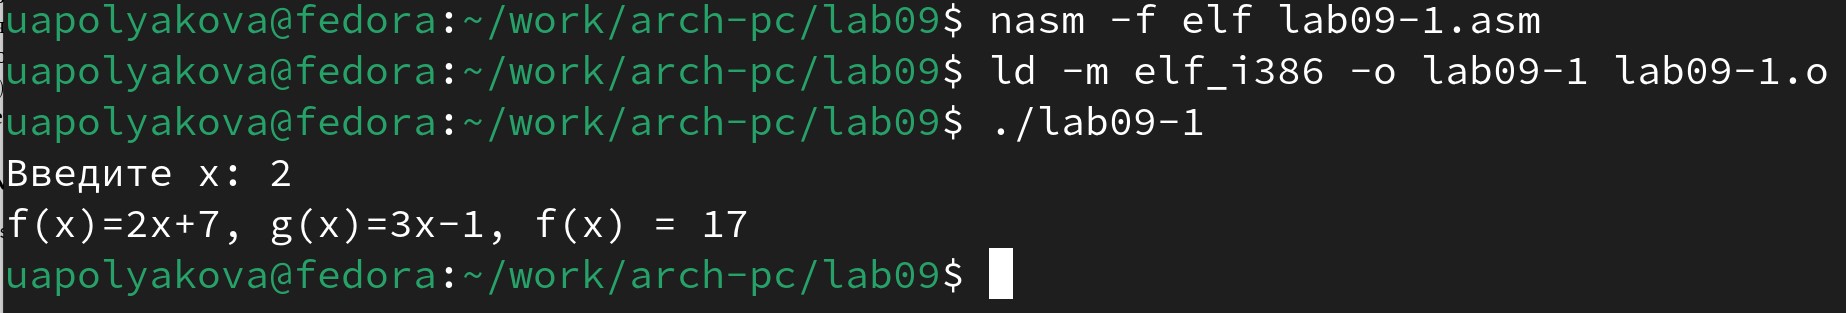 uapolyakova@fedora:~/work/arch-pc/lab09$ nasm -f elf lab09-1.asm
uapolyakova@fedora:~/work/arch-pc/lab09$ ld -m elf_i386 -o lab09-1 lab09-1.o
uapolyakova@fedora:~/work/arch-pc/lab09$ ./lab09-1
Введите x: 2
f(x)=2x+7, g(x)=3x-1, f(x) = 17
uapolyakova@fedora:~/work/arch-pc/lab09$